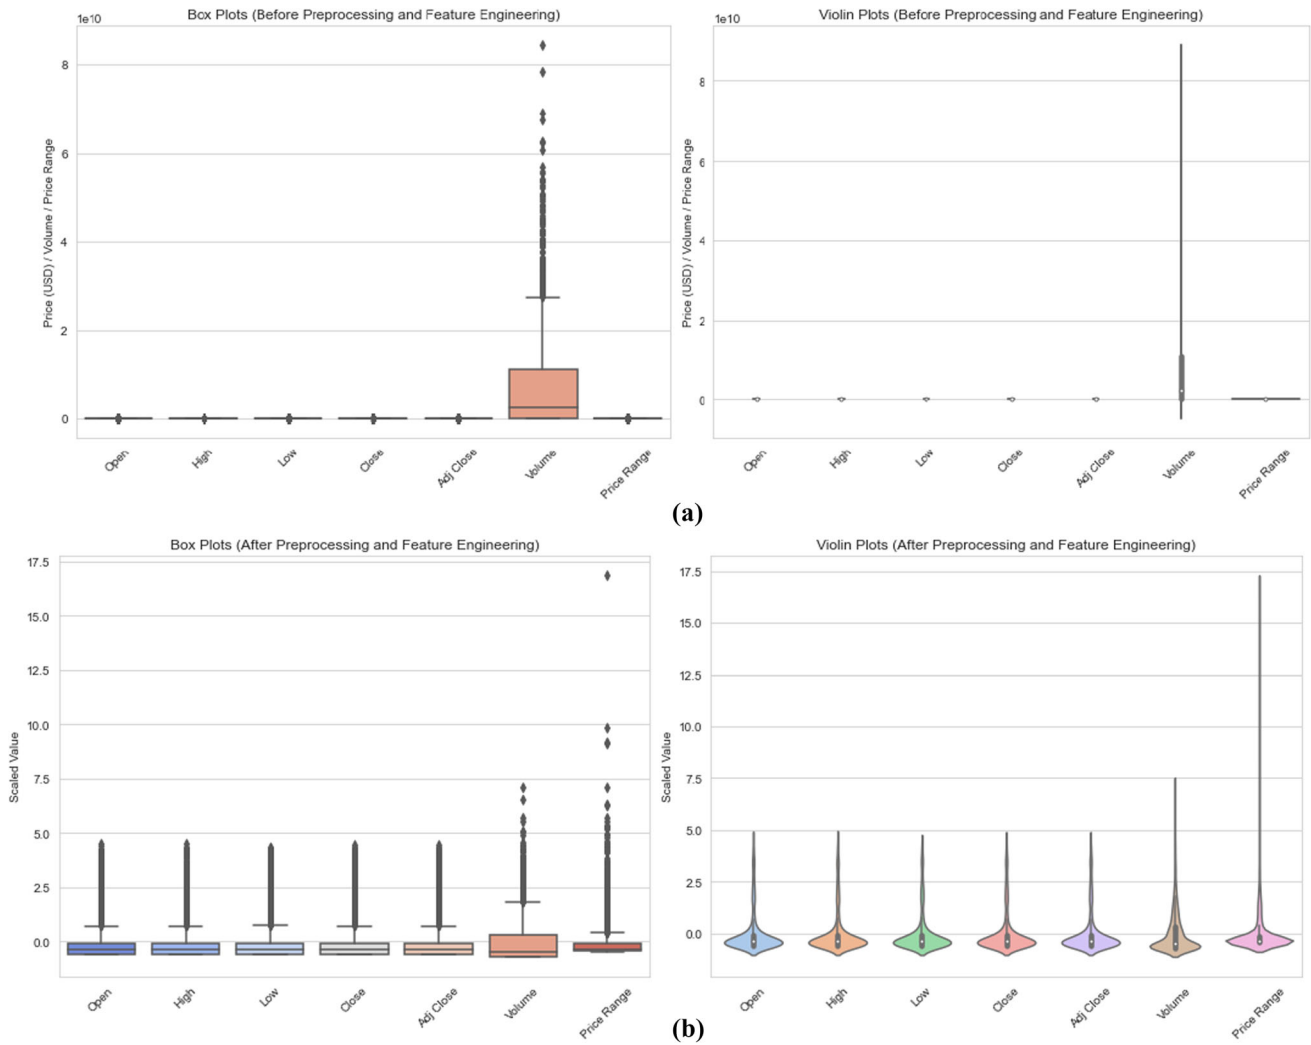 Box Plots (Before Preprocessing and Feature Engineering)
1e10
Price (USD) / Volume / Price Range
8
6
4
2
0
Open
High
Low
Close
Adj Close
Volume
Price Range
Violin Plots (Before Preprocessing and Feature Engineering)
1e10
Price (USD) / Volume / Price Range
8
6
4
2
0
Open
High
Low
Close
Adj Close
Volume
Price Range
(a)
Box Plots (After Preprocessing and Feature Engineering)
Scaled Value
17.5
15.0
12.5
10.0
7.5
5.0
2.5
0.0
Open
High
Low
Close
Adj Close
Volume
Price Range
Violin Plots (After Preprocessing and Feature Engineering)
Scaled Value
17.5
15.0
12.5
10.0
7.5
5.0
2.5
0.0
Open
High
Low
Close
Adj Close
Volume
Price Range
(b)